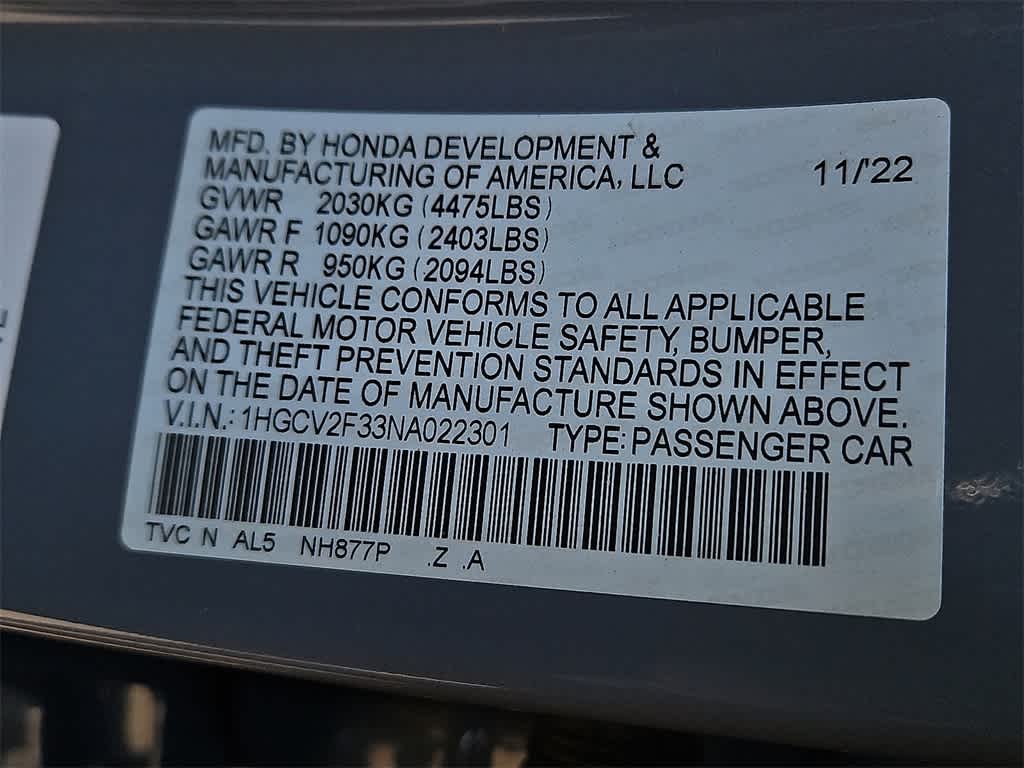 MFD. BY HONDA DEVELOPMENT &
MANUFACTURING OF AMERICA, LLC 11/'22
GVWR 2030KG (4475LBS)
GAWR F 1090KG (2403LBS)
GAWR R 950KG (2094LBS)
THIS VEHICLE CONFORMS TO ALL APPLICABLE
FEDERAL MOTOR VEHICLE SAFETY, BUMPER,
AND THEFT PREVENTION STANDARDS IN EFFECT
ON THE DATE OF MANUFACTURE SHOWN ABOVE.
V.I.N.: 1HGCV2F33NA022301 TYPE: PASSENGER CAR
TVC N AL5 NH877P .Z .A